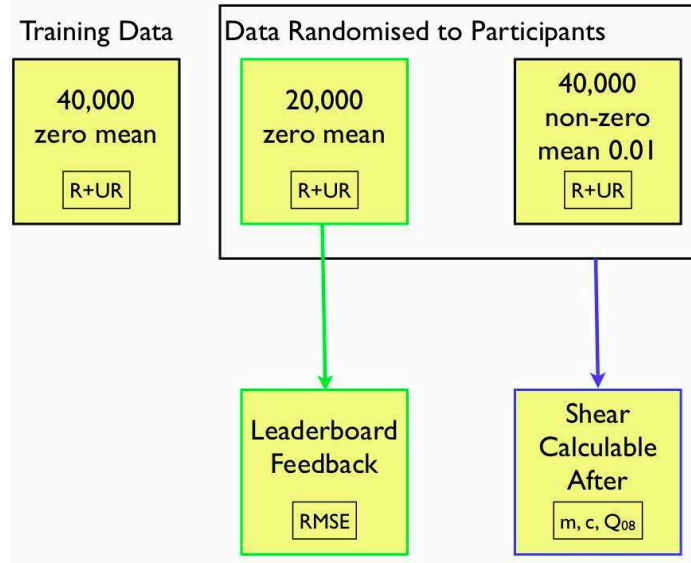 Training Data
Data Randomised to Participants
40,000
zero mean
R+UR
20,000
zero mean
R+UR
40,000
non-zero
mean 0.01
R+UR
Leaderboard
Feedback
RMSE
Shear
Calculable
After
m, c, Q₀₈